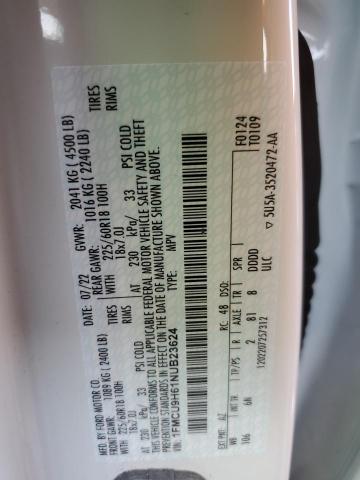 MFD. BY FORD MOTOR CO.
DATE: 07/22 GVWR: 2041 KG ( 4500 LB)
FRONT GAWR: 1089 KG ( 2400 LB) REAR GAWR: 1016 KG ( 2240 LB)
WITH 225/60R18 100H TIRES WITH 225/60R18 100H TIRES
18x7.0J RIMS 18x7.0J RIMS
AT 230 kPa/ 33 PSI COLD AT 230 kPa/ 33 PSI COLD
THIS VEHICLE CONFORMS TO ALL APPLICABLE FEDERAL MOTOR VEHICLE SAFETY AND THEFT
PREVENTION STANDARDS IN EFFECT ON THE DATE OF MANUFACTURE SHOWN ABOVE.
VIN: 1FMCU9H61NUB23624
TYPE: MPV
F0124
T0109
EXT PNT: AZ RC: 48 DSO:
WB INT TR TP/PS R AXLE TR SPR
106 6N 2 81 8 DDDD
ULC
1202207257312
5U5A-3520472-AA